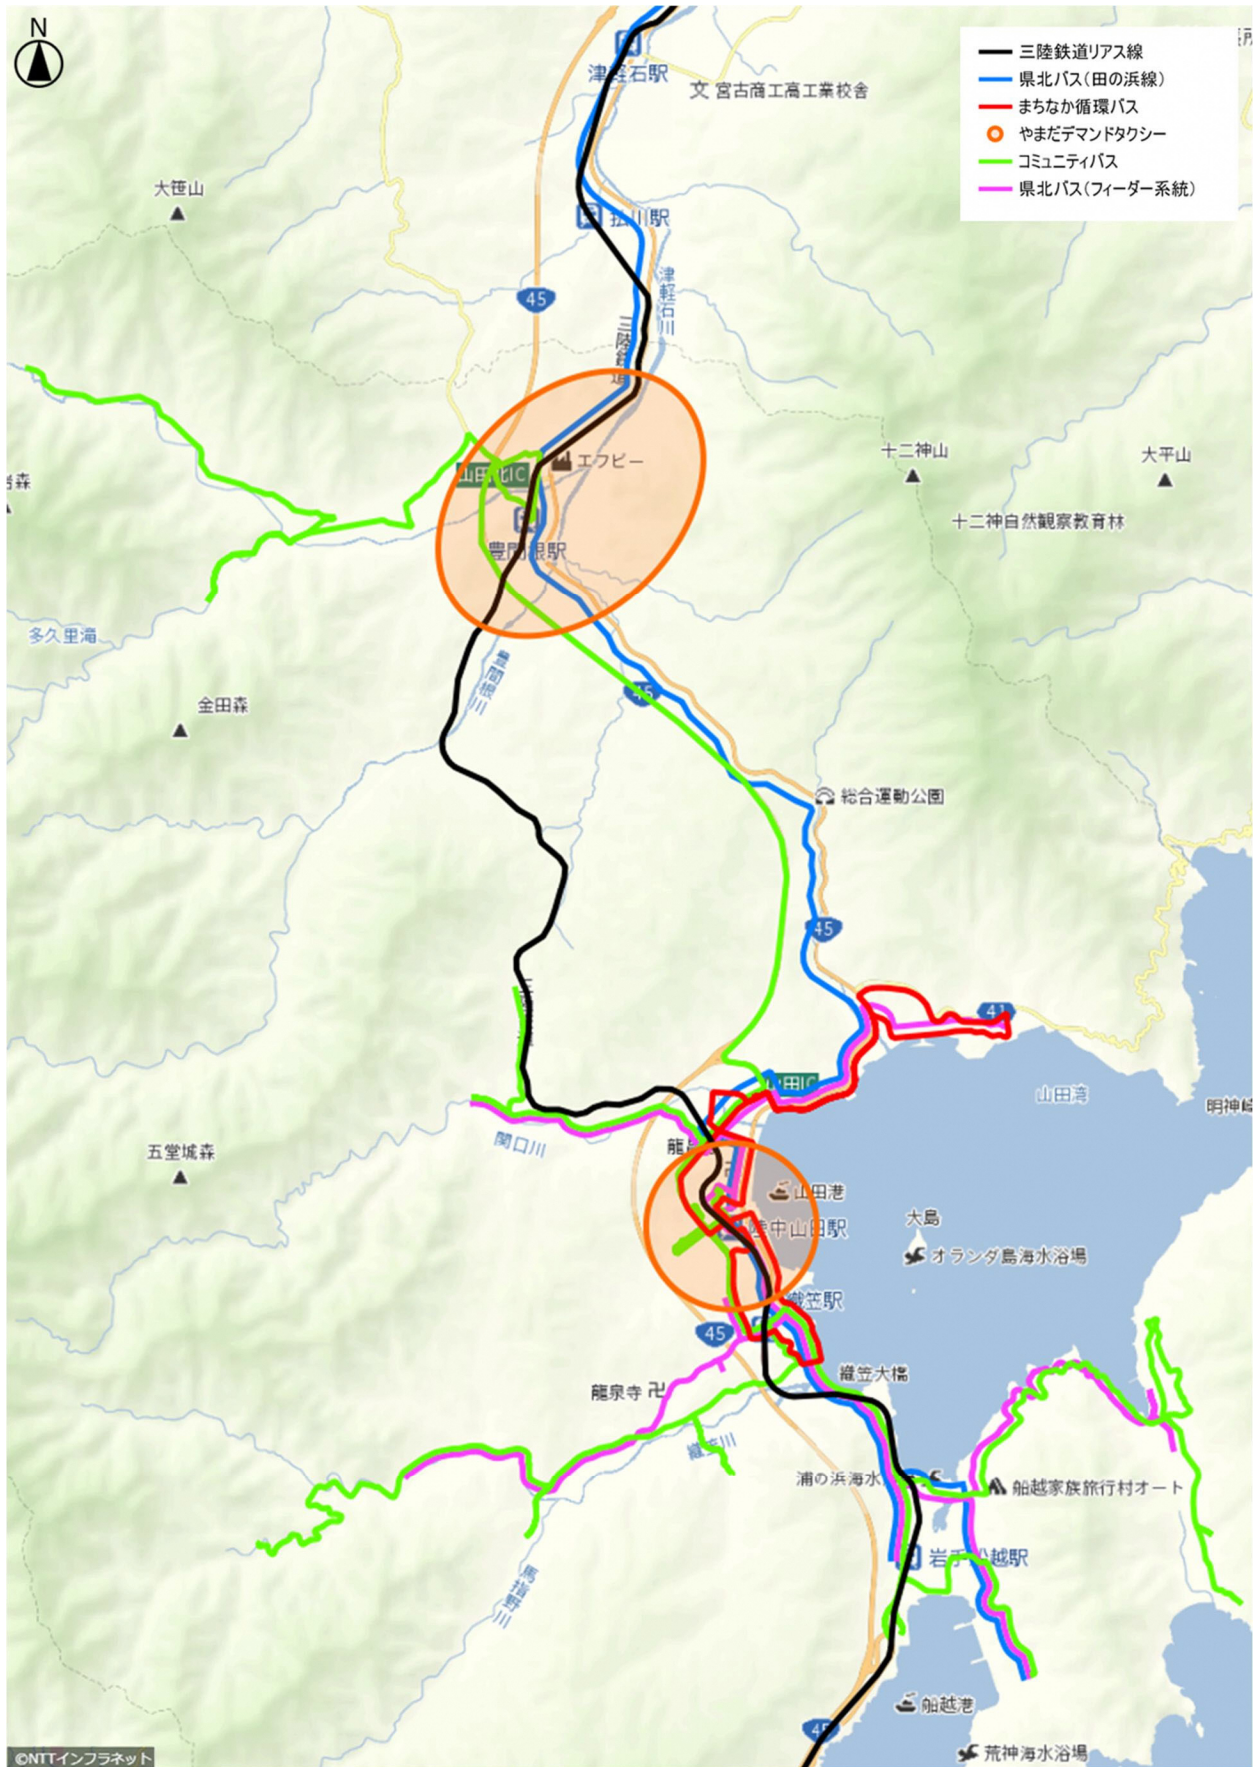 N
三陸鉄道リアス線
県北バス(田の浜線)
まちなか循環バス
やまだデマンドタクシー
コミュニティバス
県北バス(フィーダー系統)
津軽石駅
宮古商工高工業校舎
大笹山
払川駅
津軽石川
45
三陸鉄道
エフピー
十二神山
大平山
山田北IC
十二神自然観察教育林
豊間根駅
多久里滝
豊間根川
45
金田森
総合運動公園
45
41
山田IC
山田湾
関口川
五堂城森
山田港
大島
陸中山田駅
オランダ島海水浴場
織笠駅
45
織笠大橋
龍泉寺
織笠川
浦の浜海水
船越家族旅行村オート
岩手船越駅
馬指野川
船越港
45
荒神海水浴場
©NTTインフラネット